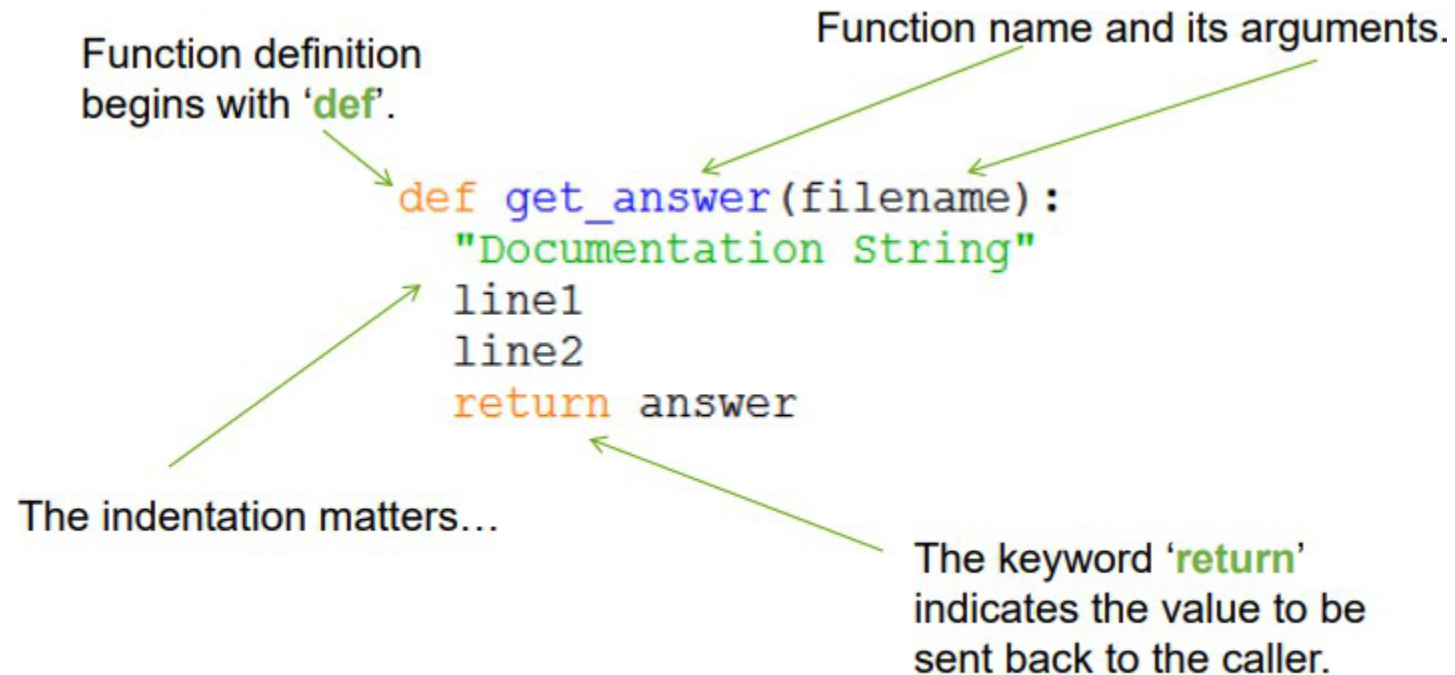 Function definition
begins with ‘def’.
Function name and its arguments.
def get_answer(filename):
"Documentation String"
line1
line2
return answer
The indentation matters…
The keyword ‘return’
indicates the value to be
sent back to the caller.